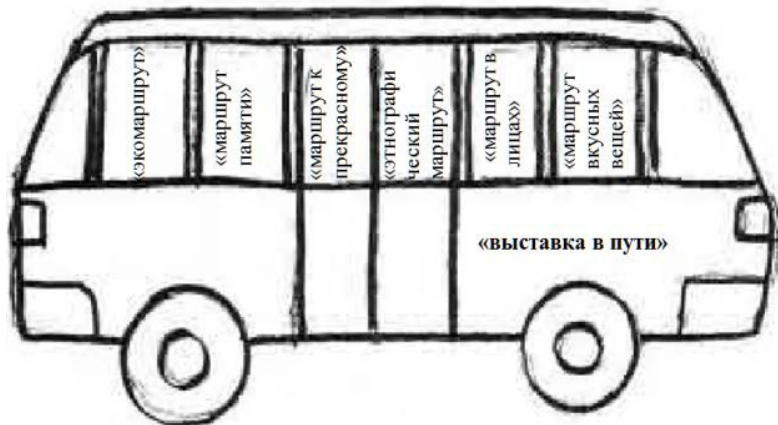 «экомаршрут»
«маршрут
памяти»
«маршрут к
прекрасному»
«этнографи
ческий
маршрут»
«маршрут в
лицах»
«маршрут
вкусных
вещей»
«выставка в пути»